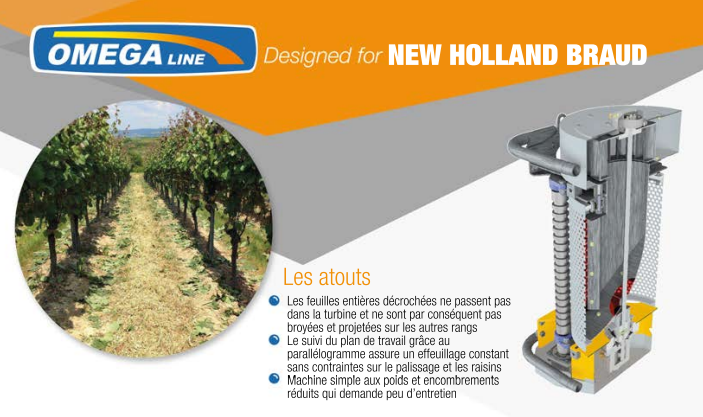 OMEGA LINE
Designed for NEW HOLLAND BRAUD
Les atouts
Les feuilles entières décrochées ne passent pas
dans la turbine et ne sont par conséquent pas
broyées et projetées sur les autres rangs
Le suivi du plan de travail grâce au
parallélogramme assure un effeuillage constant
sans contraintes sur le palissage et les raisins
Machine simple aux poids et encombrements
réduits qui demande peu d'entretien